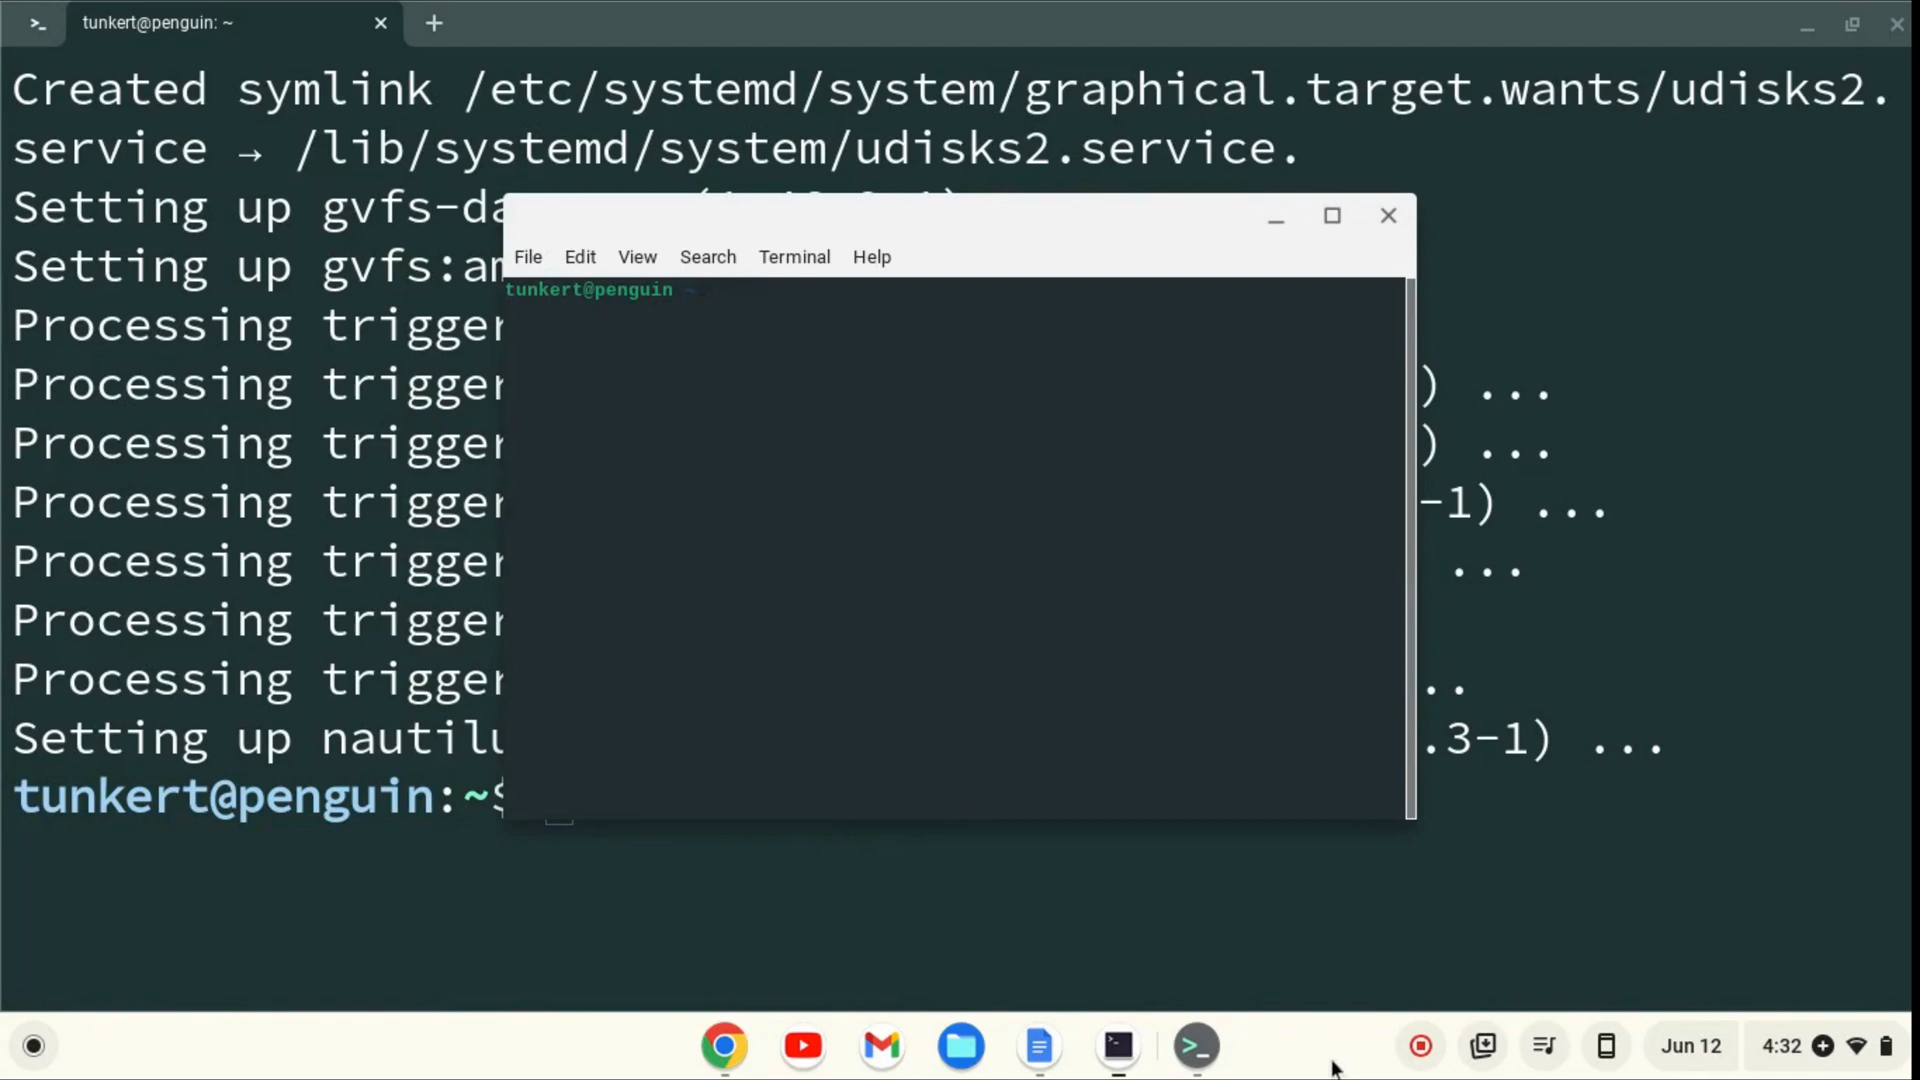 tunkert@penguin: ~
Created symlink /etc/systemd/system/graphical.target.wants/udisks2.
service → /lib/systemd/system/udisks2.service.
Setting up gvfs-da
Setting up gvfs:am
Processing trigger
Processing trigger ) ...
Processing trigger ) ...
Processing trigger -1) ...
Processing trigger ...
Processing trigger
Processing trigger ..
Setting up nautilu .3-1) ...
tunkert@penguin:~$
File Edit View Search Terminal Help
tunkert@penguin ~
Jun 12 4:32